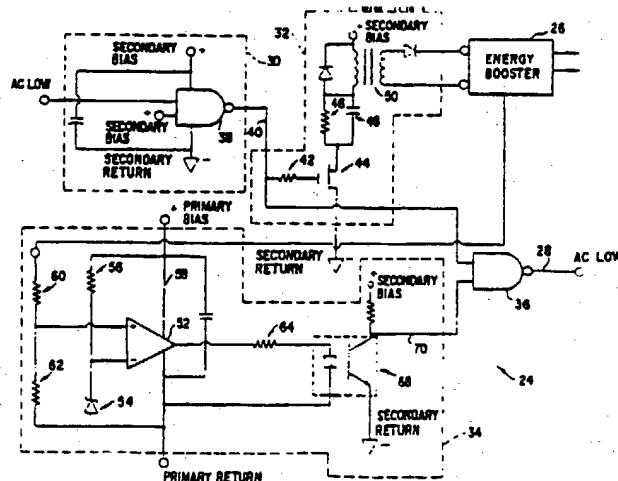 32
SECONDARY BIAS
26
SECONDARY BIAS
+
30
ENERGY BOOSTER
AC LOW
50
46
48
SECONDARY BIAS
+
38
40
SECONDARY RETURN
-
42
44
+ PRIMARY BIAS
SECONDARY RETURN
AC LOW
28
36
60
56
58
SECONDARY BIAS
+
52
64
+
-
70
62
54
68
24
SECONDARY RETURN
-
34
PRIMARY RETURN